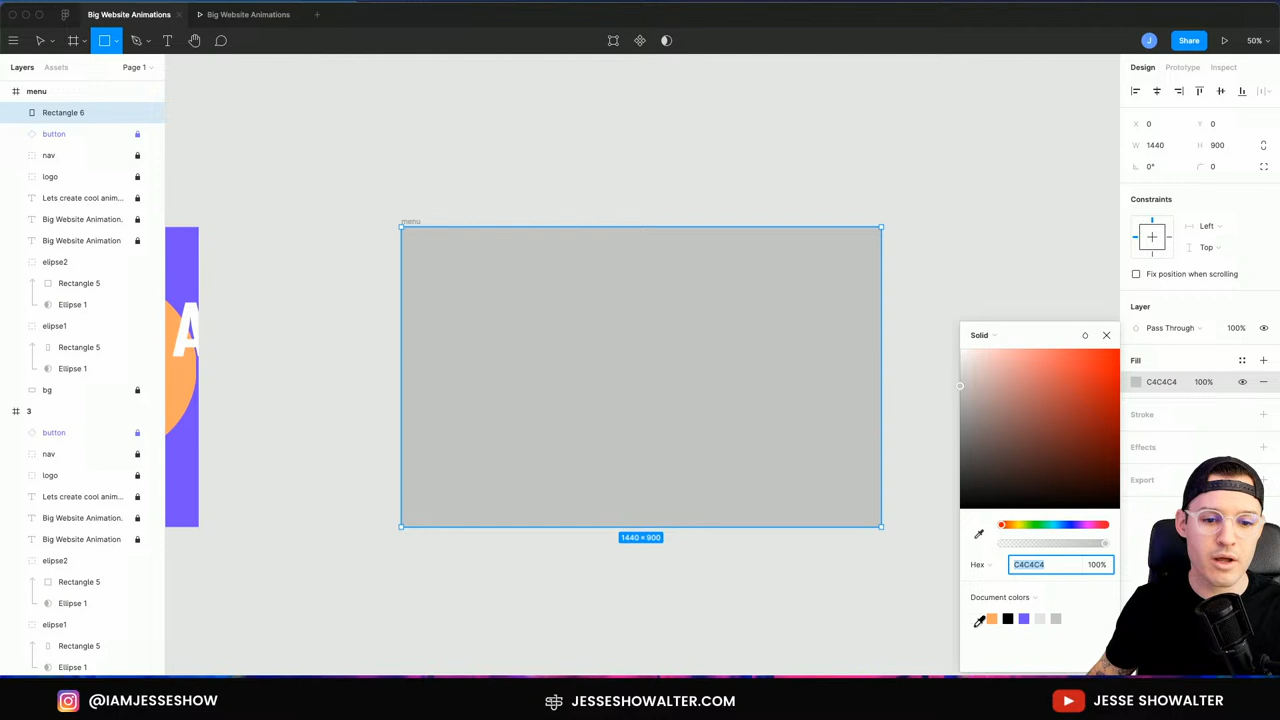 Big Website Animations
Big Website Animations
J
Share
50%
Layers
Assets
Page 1
Design
Prototype
Inspect
menu
Rectangle 6
button
nav
logo
Lets create cool anim...
Big Website Animation.
Big Website Animation
elipse2
Rectangle 5
Ellipse 1
elipse1
Rectangle 5
Ellipse 1
bg
3
button
nav
logo
Lets create cool anim...
Big Website Animation.
Big Website Animation
elipse2
Rectangle 5
Ellipse 1
elipse1
Rectangle 5
Ellipse 1
A
menu
1440 × 900
X 0 Y 0
W 1440 H 900
0° 0
Constraints
Left
Top
Fix position when scrolling
Layer
Pass Through 100%
Fill
C4C4C4 100%
Stroke
Effects
Export
Solid
Hex C4C4C4 100%
Document colors
@IAMJESSESHOW
JESSESHOWALTER.COM
JESSE SHOWALTER